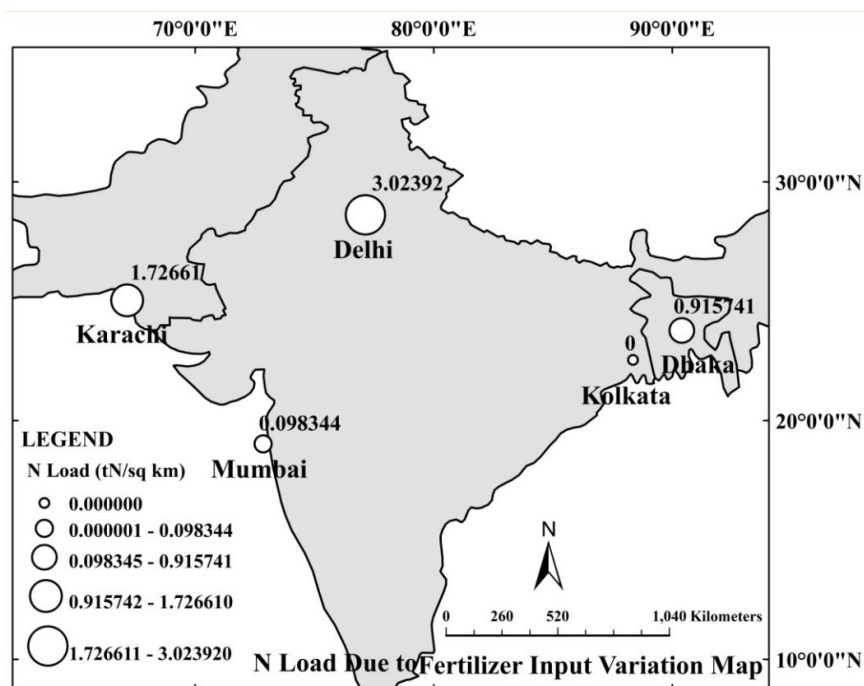 70°0'0"E 80°0'0"E 90°0'0"E
3.02392
30°0'0"N
Delhi
1.72661
Karachi
0.915741
0
Dhaka
Kolkata
20°0'0"N
0.098344
Mumbai
LEGEND
N Load (tN/sq km)
0.000000
0.000001 - 0.098344
0.098345 - 0.915741
0.915742 - 1.726610
1.726611 - 3.023920
N
0 260 520 1,040 Kilometers
N Load Due to Fertilizer Input Variation Map
10°0'0"N